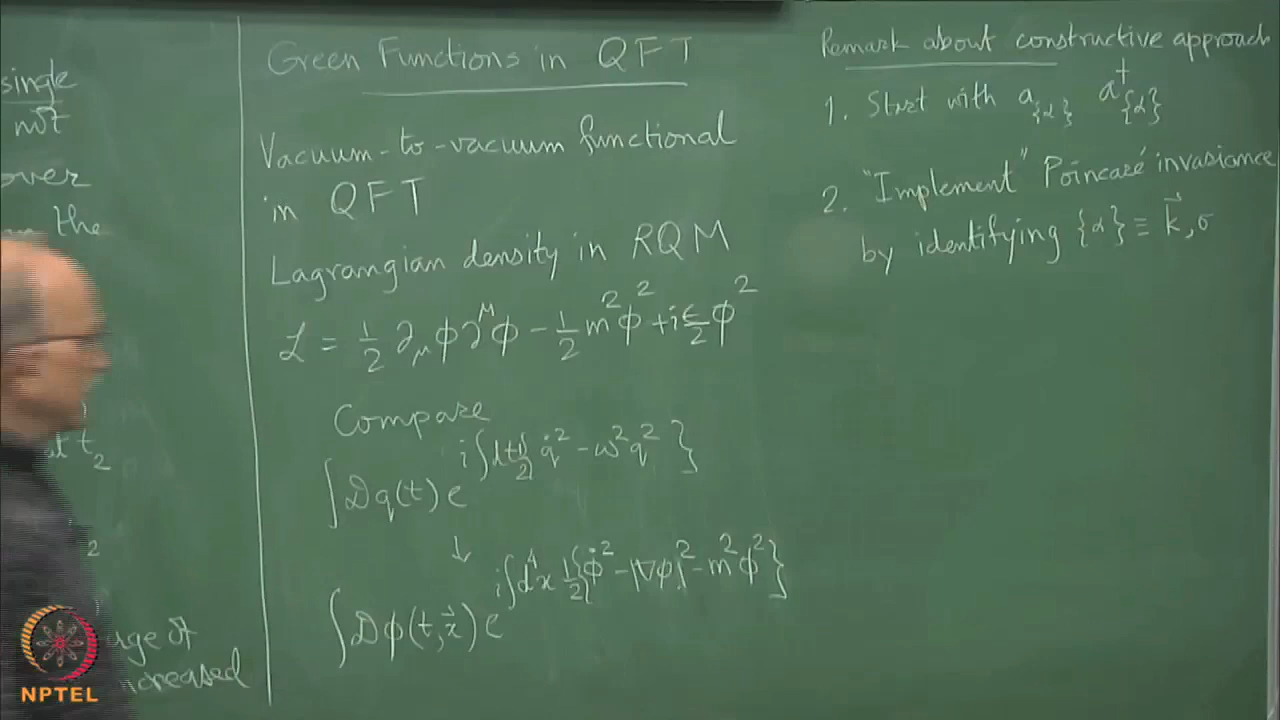 single
not
over
the
t₂
2
of
increased
Green Functions in QFT
Vacuum-to-vacuum functional
in QFT
Lagrangian density in RQM
ℒ = 1/2 ∂_μ ϕ ∂^μ ϕ − 1/2 m² ϕ² + i ε/2 ϕ²
Compare
∫𝒟q(t) e^{i∫dt 1/2{q̇² − ω²q²}}
↓
∫𝒟ϕ(t,x⃗) e^{i∫d⁴x 1/2{ϕ̇² − |∇ϕ|² − m²ϕ²}}
Remark about constructive approach
1. Start with a_{α} a†_{α}
2. "Implement" Poincaré invariance
by identifying {α} ≡ k⃗, σ
NPTEL